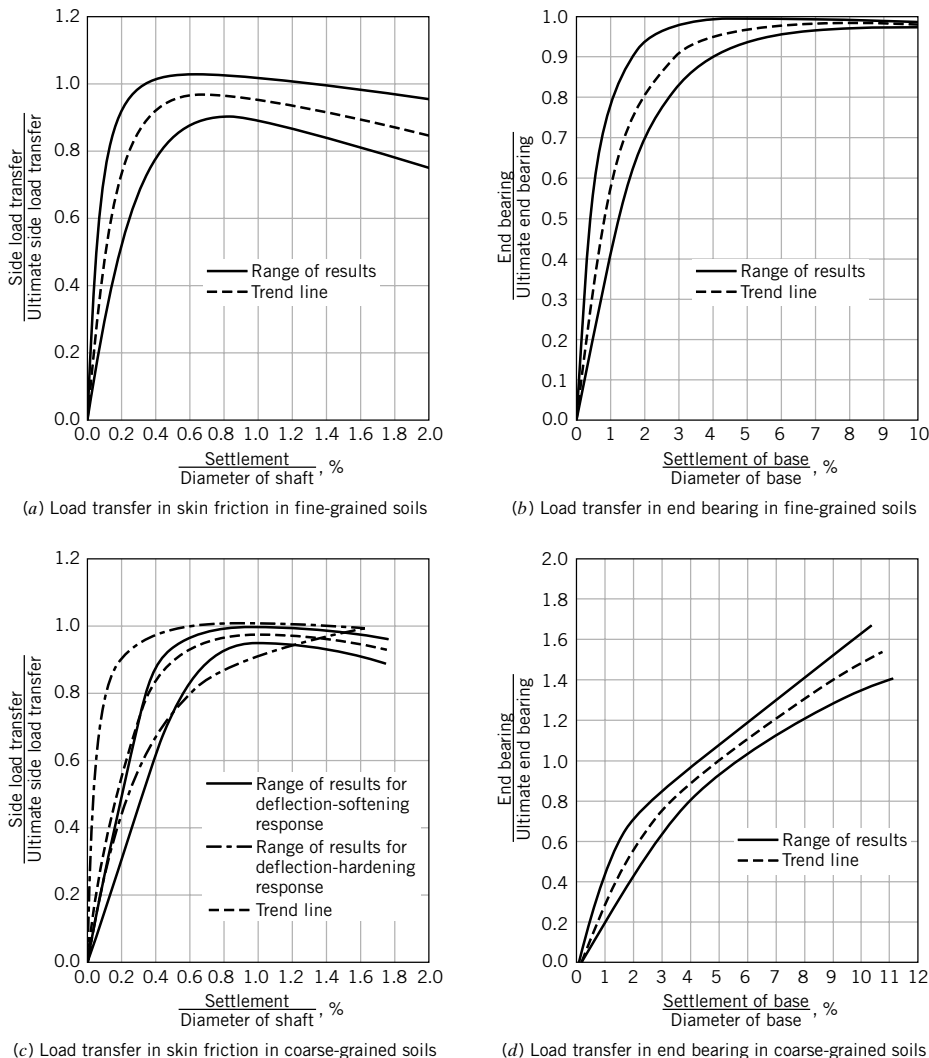 1.2
1.0
0.8
0.6
0.4
0.2
0.0
Side load transfer
Ultimate side load transfer
Range of results
Trend line
0.0 0.2 0.4 0.6 0.8 1.0 1.2 1.4 1.6 1.8 2.0
Settlement
Diameter of shaft , %
(a) Load transfer in skin friction in fine-grained soils
1.0
0.9
0.8
0.7
0.6
0.5
0.4
0.3
0.2
0.1
0.0
End bearing
Ultimate end bearing
Range of results
Trend line
0 1 2 3 4 5 6 7 8 9 10
Settlement of base
Diameter of base , %
(b) Load transfer in end bearing in fine-grained soils
1.2
1.0
0.8
0.6
0.4
0.2
0.0
Side load transfer
Ultimate side load transfer
Range of results for
deflection-softening
response
Range of results for
deflection-hardening
response
Trend line
0.0 0.2 0.4 0.6 0.8 1.0 1.2 1.4 1.6 1.8 2.0
Settlement
Diameter of shaft , %
(c) Load transfer in skin friction in coarse-grained soils
2.0
1.8
1.6
1.4
1.2
1.0
0.8
0.6
0.4
0.2
0.0
End bearing
Ultimate end bearing
Range of results
Trend line
0 1 2 3 4 5 6 7 8 9 10 11 12
Settlement of base
Diameter of base , %
(d) Load transfer in end bearing in coarse-grained soils